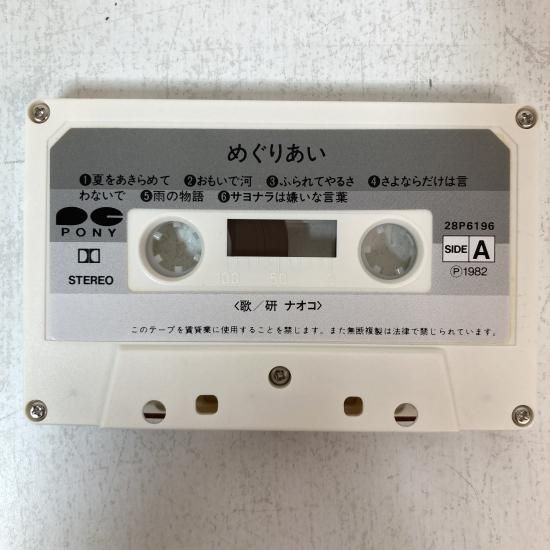 めぐりあい
❶夏をあきらめて ❷おもいで河 ❸ふられてやるさ ❹さよならだけは言
わないで ❺雨の物語 ❻サヨナラは嫌いな言葉
PONY
28P6196
SIDE A
STEREO
Ⓟ1982
100 50
〈歌／研 ナオコ〉
このテープを賃貸業に使用することを禁じます。また無断複製は法律で禁じられています。